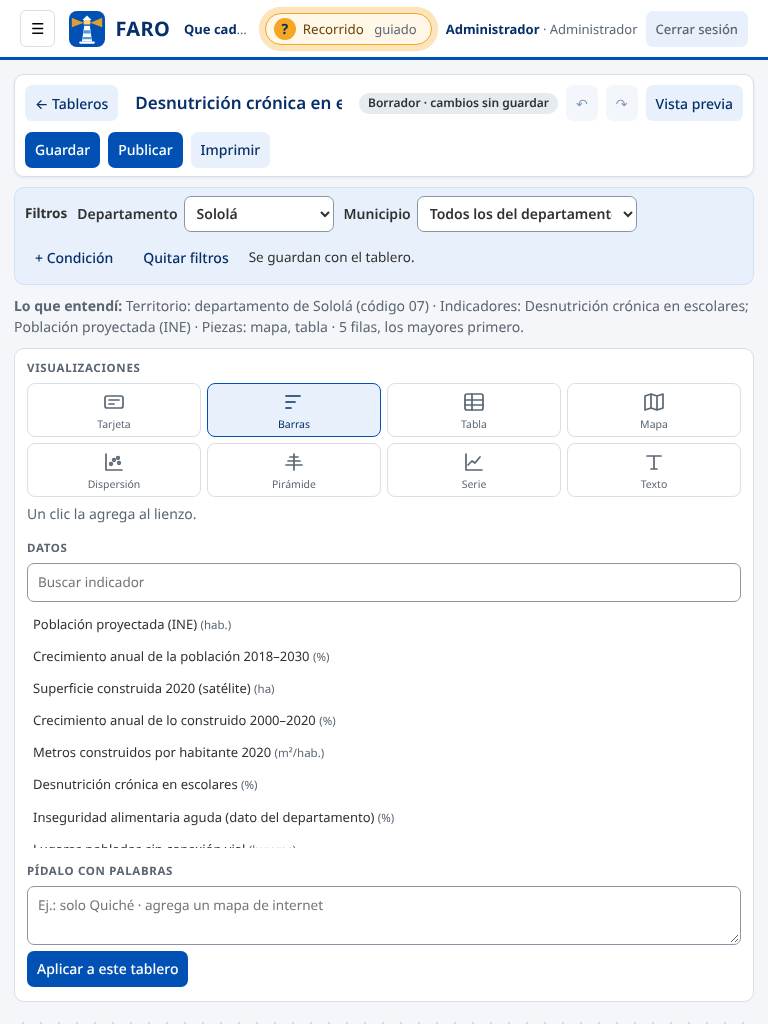 ☰ FARO Que cad… ? Recorrido guiado Administrador · Administrador Cerrar sesión
← Tableros Desnutrición crónica en e Borrador · cambios sin guardar ↶ ↷ Vista previa
Guardar Publicar Imprimir
Filtros Departamento Sololá Municipio Todos los del departament
+ Condición Quitar filtros Se guardan con el tablero.
Lo que entendí: Territorio: departamento de Sololá (código 07) · Indicadores: Desnutrición crónica en escolares;
Población proyectada (INE) · Piezas: mapa, tabla · 5 filas, los mayores primero.
VISUALIZACIONES
Tarjeta Barras Tabla Mapa
Dispersión Pirámide Serie Texto
Un clic la agrega al lienzo.
DATOS
Buscar indicador
Población proyectada (INE) (hab.)
Crecimiento anual de la población 2018–2030 (%)
Superficie construida 2020 (satélite) (ha)
Crecimiento anual de lo construido 2000–2020 (%)
Metros construidos por habitante 2020 (m²/hab.)
Desnutrición crónica en escolares (%)
Inseguridad alimentaria aguda (dato del departamento) (%)
Lugares poblados sin conexión vial
PÍDALO CON PALABRAS
Ej.: solo Quiché · agrega un mapa de internet
Aplicar a este tablero